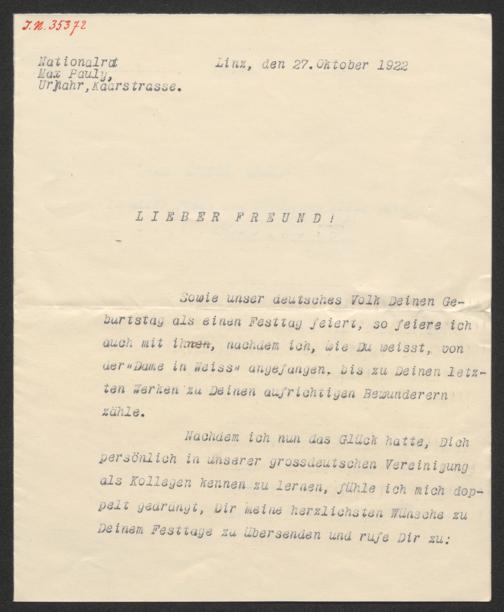 J.N. 35372
Nationalrat
Max Pauly,
Urfahr, Kaarstrasse.
Linz, den 27. Oktober 1922
LIEBER FREUND!
Sowie unser deutsches Volk Deinen Ge-
burtstag als einen Festtag feiert, so feiere ich
auch mit ihnen, nachdem ich, wie Du weisst, von
der "Dame in Weiss" angefangen, bis zu Deinen letz-
ten Werken zu Deinen aufrichtigen Bewunderern
zähle.
Nachdem ich nun das Glück hatte, Dich
persönlich in unserer grossdeutschen Vereinigung
als Kollegen kennen zu lernen, fühle ich mich dop-
pelt gedrängt, Dir meine herzlichsten Wünsche zu
Deinem Festtage zu übersenden und rufe Dir zu: